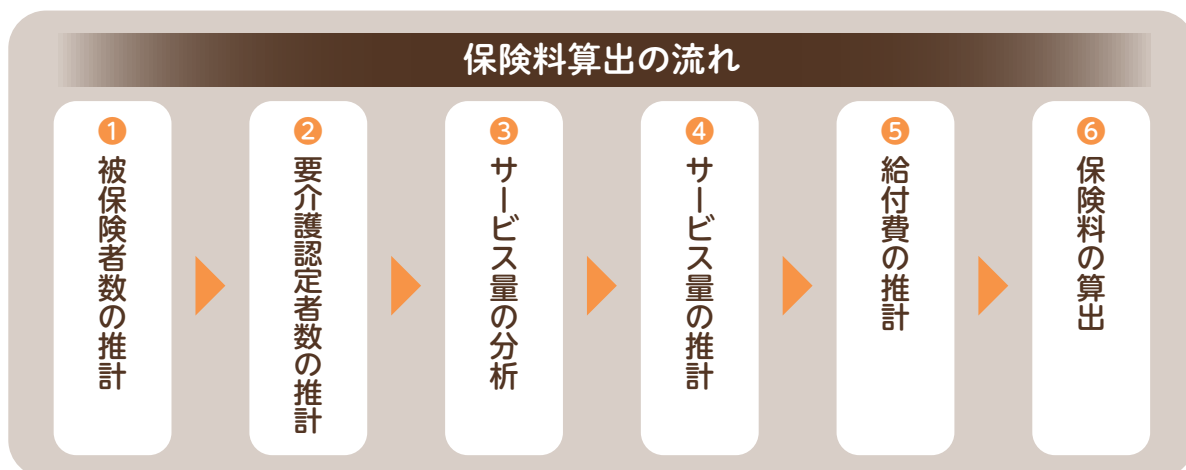 保険料算出の流れ
❶
被保険者数の推計
❷
要介護認定者数の推計
❸
サービス量の分析
❹
サービス量の推計
❺
給付費の推計
❻
保険料の算出